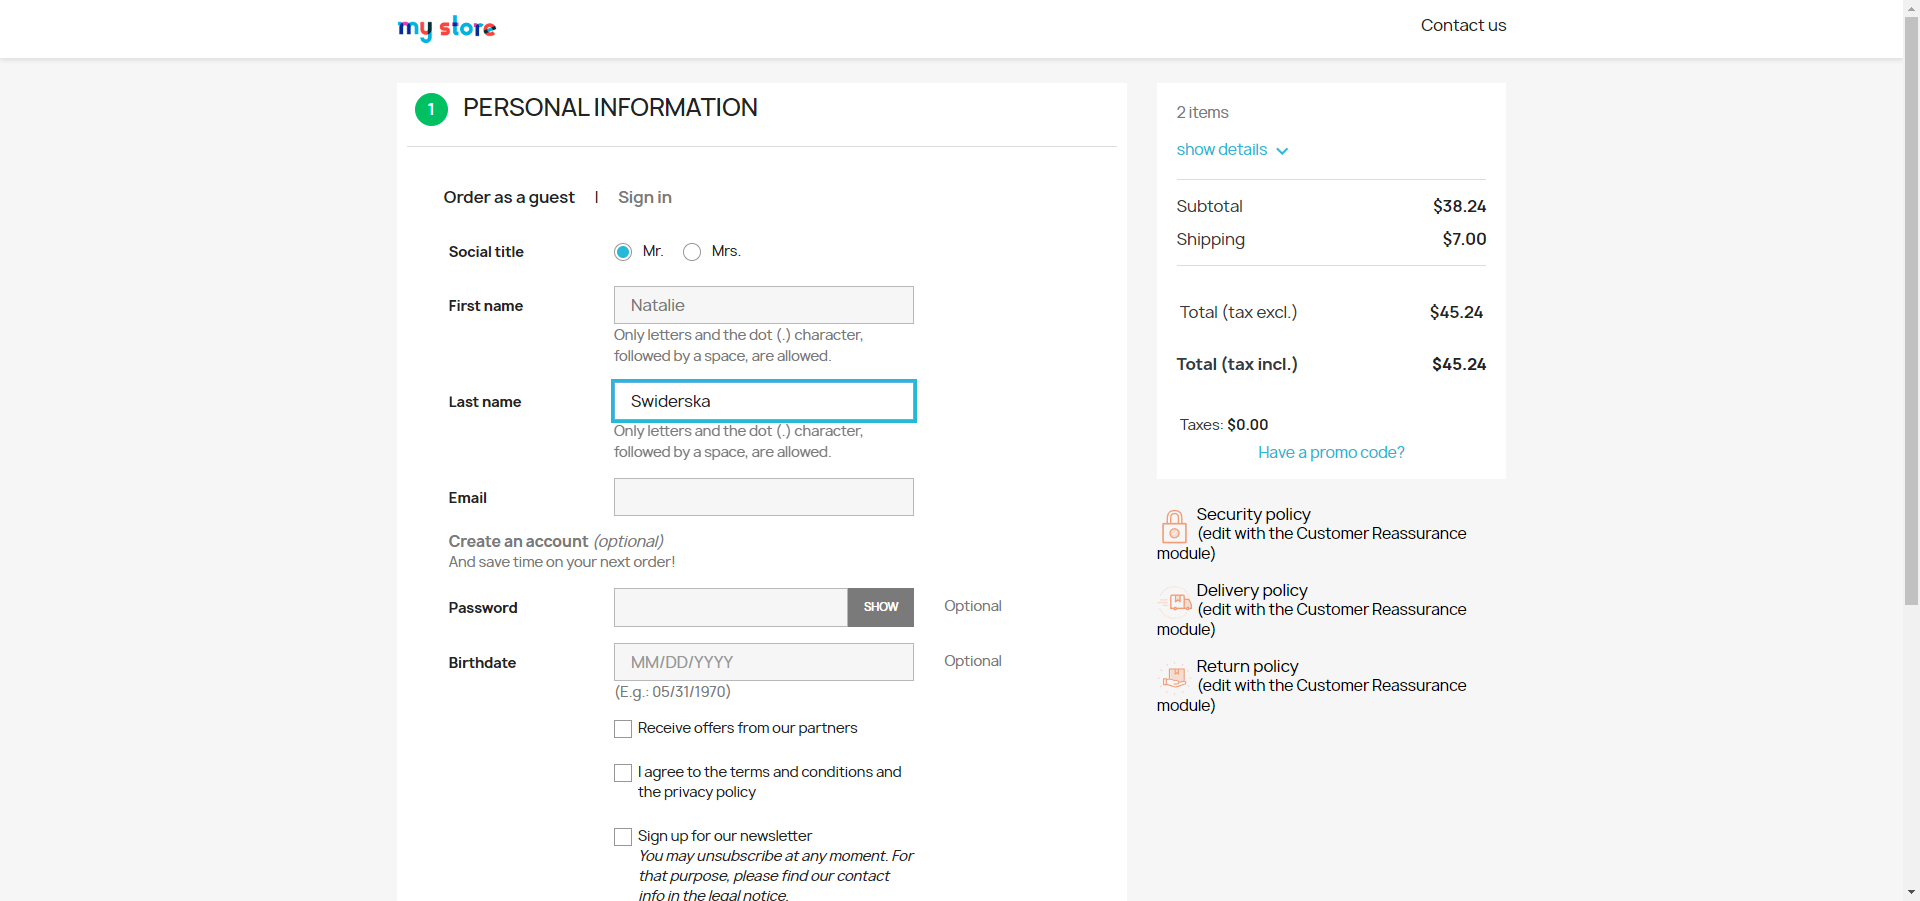 my store
Contact us
1 PERSONAL INFORMATION
Order as a guest | Sign in
Social title Mr. Mrs.
First name Natalie
Only letters and the dot (.) character,
followed by a space, are allowed.
Last name Swiderska
Only letters and the dot (.) character,
followed by a space, are allowed.
Email
Create an account (optional)
And save time on your next order!
Password SHOW Optional
Birthdate MM/DD/YYYY Optional
(E.g.: 05/31/1970)
Receive offers from our partners
I agree to the terms and conditions and
the privacy policy
Sign up for our newsletter
You may unsubscribe at any moment. For
that purpose, please find our contact
info in the legal notice.
2 items
show details
Subtotal $38.24
Shipping $7.00
Total (tax excl.) $45.24
Total (tax incl.) $45.24
Taxes: $0.00
Have a promo code?
Security policy
(edit with the Customer Reassurance
module)
Delivery policy
(edit with the Customer Reassurance
module)
Return policy
(edit with the Customer Reassurance
module)